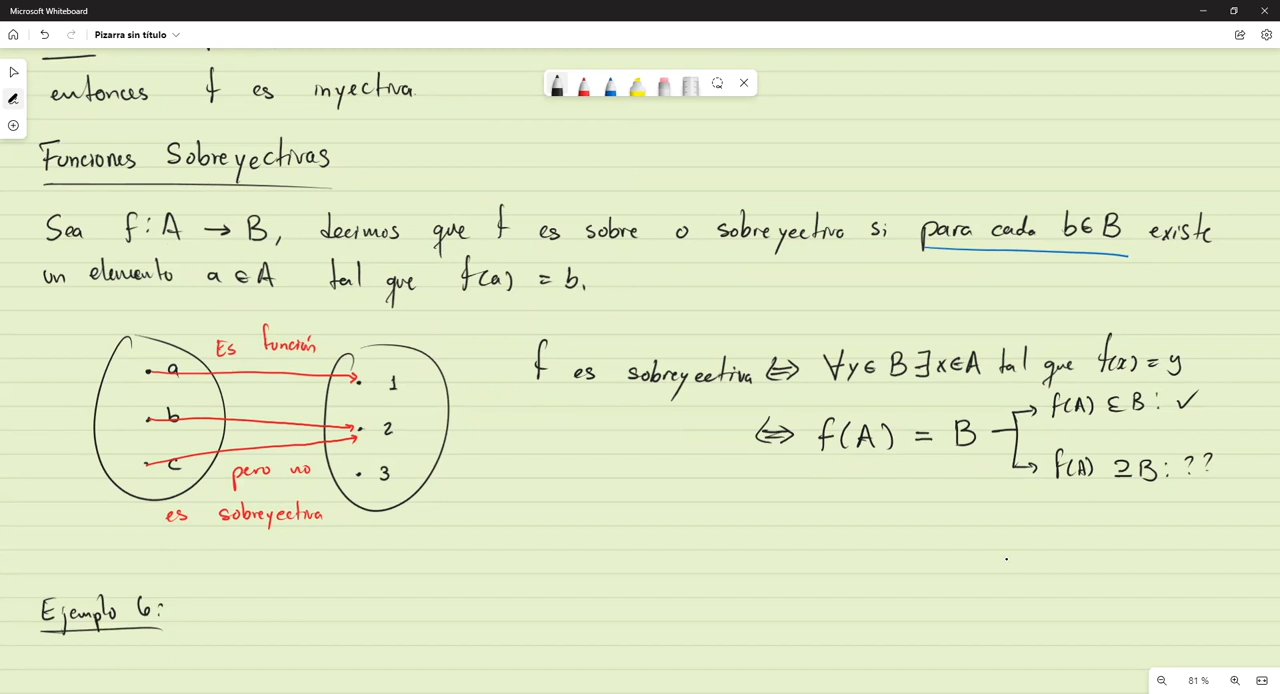 Microsoft Whiteboard
Pizarra sin título
entonces f es inyectiva.
Funciones Sobreyectivas
Sea f: A → B, decimos que f es sobre o sobreyectiva si para cada b ∈ B existe
un elemento a ∈ A tal que f(a) = b.
Es función
a
b
c
1
2
3
pero no
es sobreyectiva
f es sobreyectiva ⇔ ∀y ∈ B ∃x ∈ A tal que f(x) = y
⇔ f(A) = B
f(A) ⊆ B: ✓
f(A) ⊇ B: ??
Ejemplo 6:
81 %